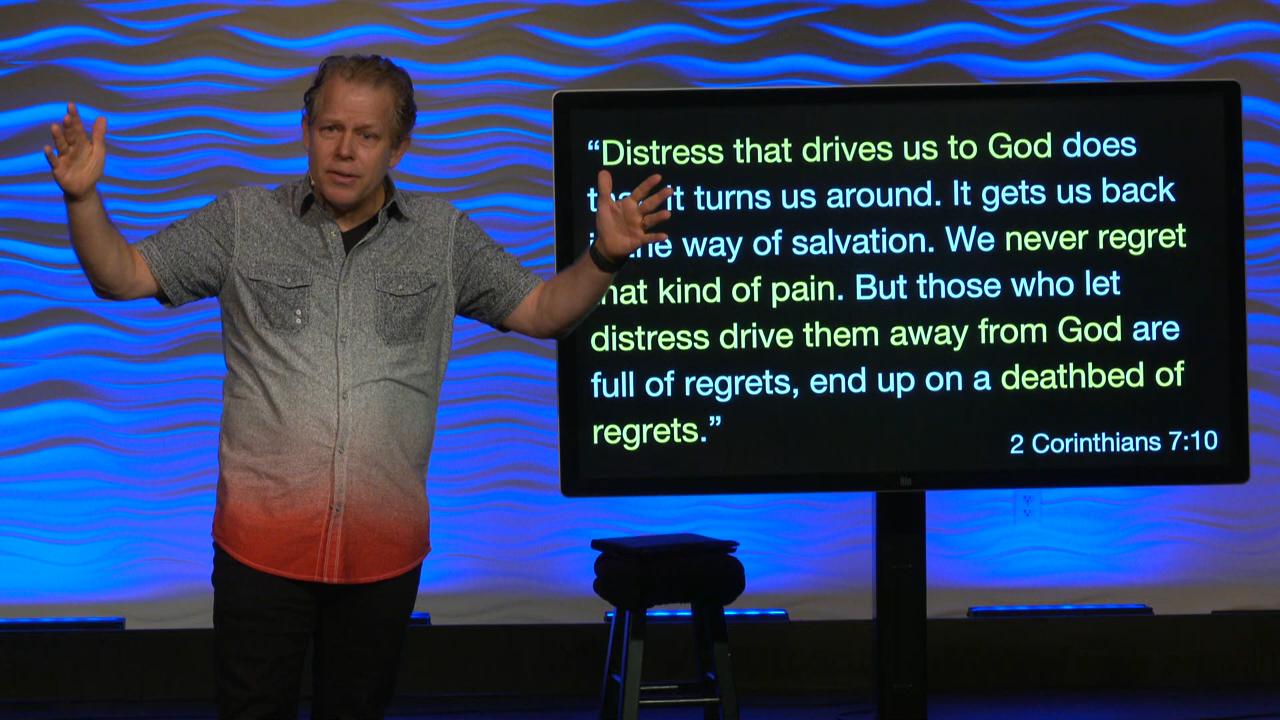 “Distress that drives us to God does
it turns us around. It gets us back
the way of salvation. We never regret
kind of pain. But those who let
distress drive them away from God are
full of regrets, end up on a deathbed of
regrets.”
2 Corinthians 7:10